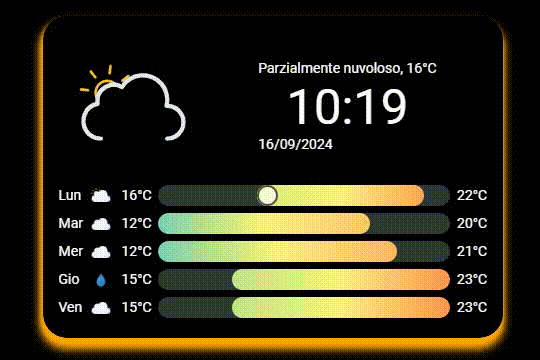 Parzialmente nuvoloso, 16°C
10:19
16/09/2024
Lun 16°C 22°C
Mar 12°C 20°C
Mer 12°C 21°C
Gio 15°C 23°C
Ven 15°C 23°C